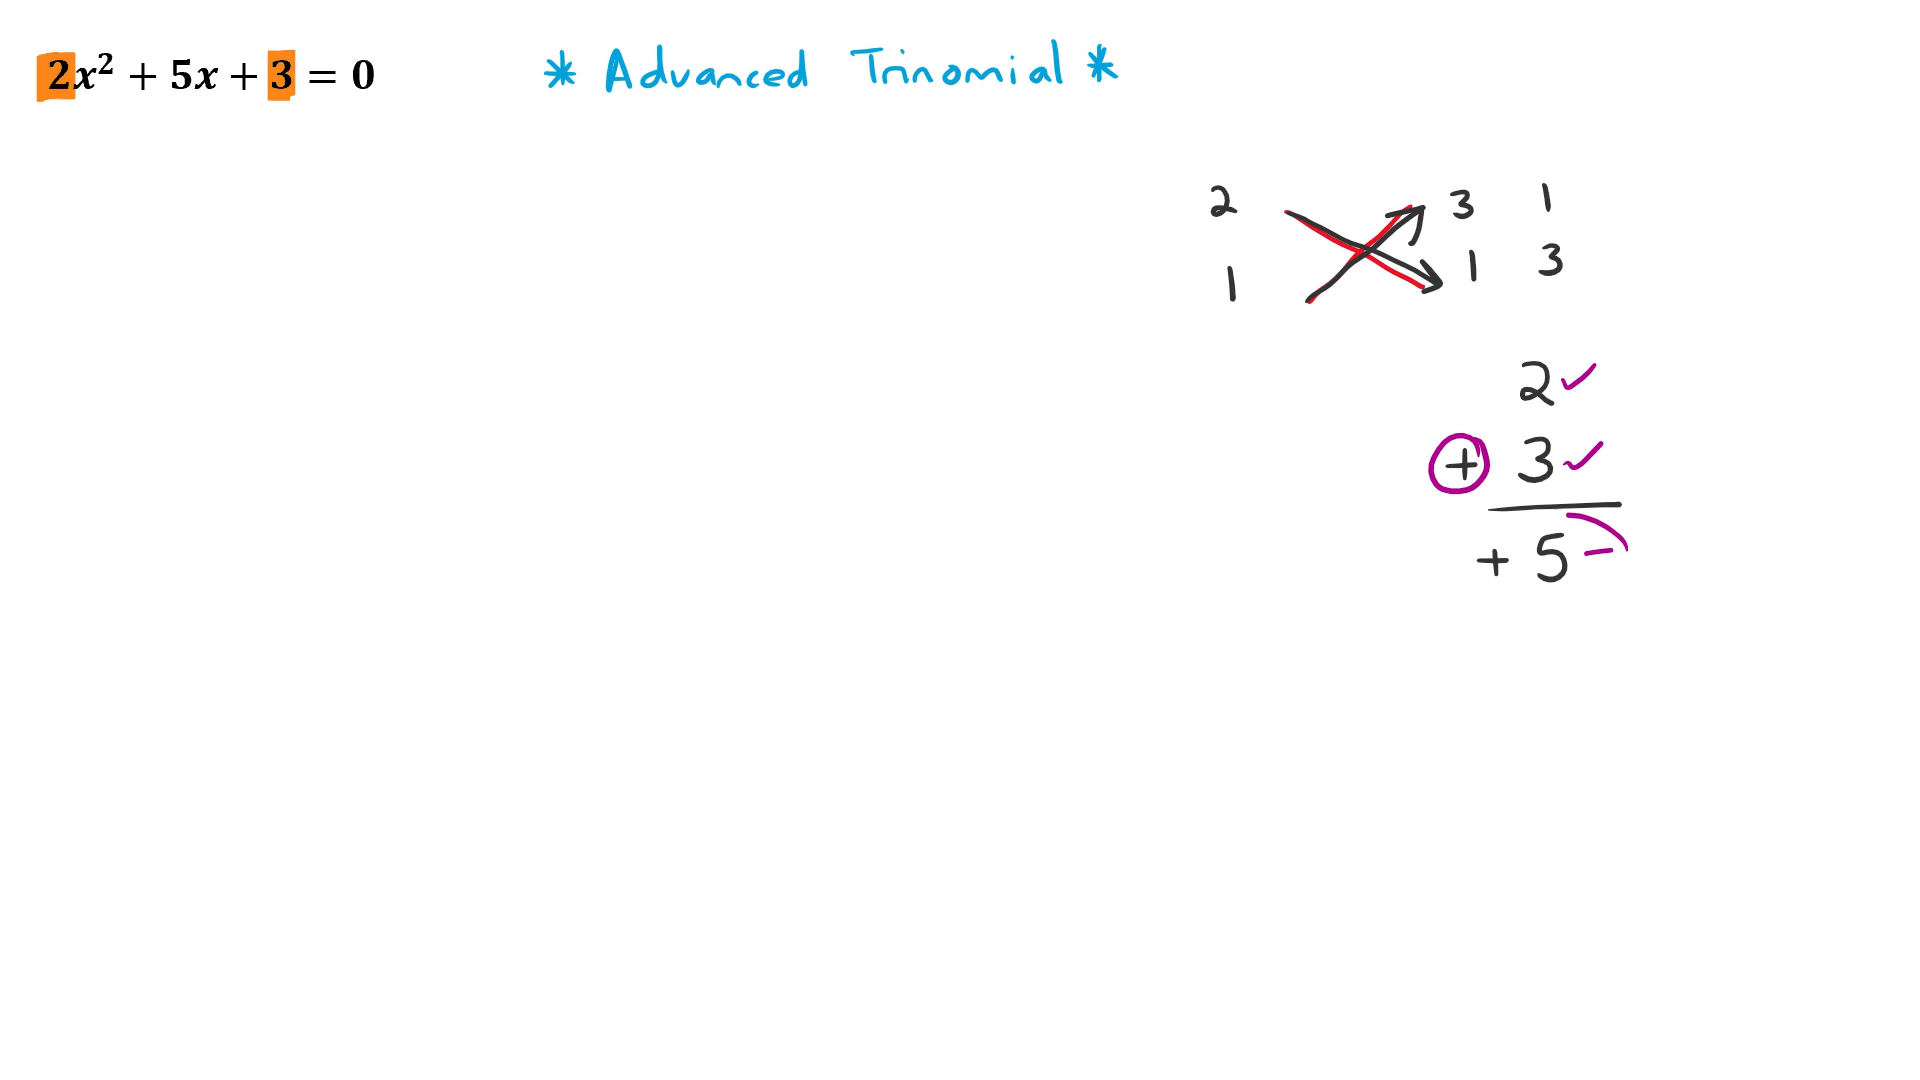 2x² + 5x + 3 = 0
* Advanced Trinomial *
2 3 1
1 1 3
2 ✓
+ 3 ✓
+ 5